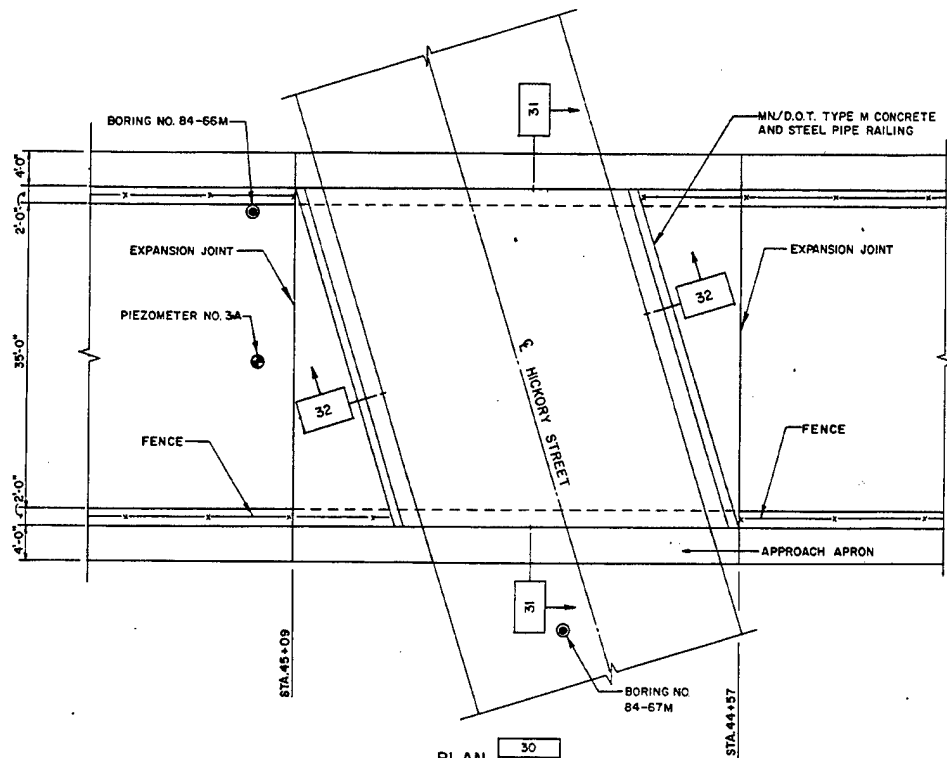 BORING NO. 84-66M
MN/D.O.T. TYPE M CONCRETE
AND STEEL PIPE RAILING
31
4'-0"
2'-0"
EXPANSION JOINT
EXPANSION JOINT
32
PIEZOMETER NO. 3A
35'-0"
℄ HICKORY STREET
32
FENCE
FENCE
2'-0"
4'-0"
APPROACH APRON
31
STA. 45+09
BORING NO.
84-67M
STA. 44+57
PLAN 30